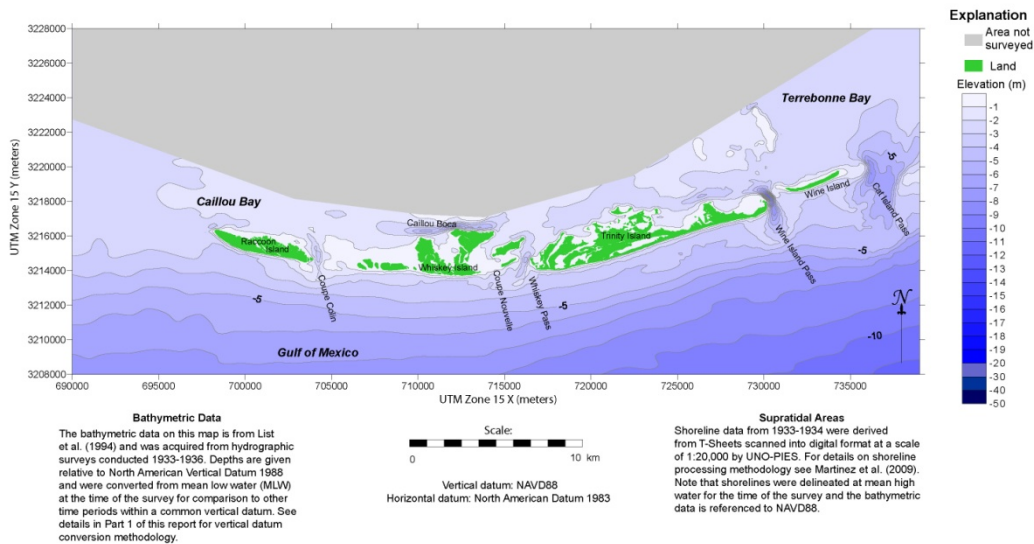 Explanation
Area not
surveyed
Land
Elevation (m)
-1
-2
-3
-4
-5
-6
-7
-8
-9
-10
-11
-12
-13
-14
-15
-16
-17
-18
-19
-20
-30
-40
-50
UTM Zone 15 Y (meters)
3228000
3226000
3224000
3222000
3220000
3218000
3216000
3214000
3212000
3210000
3208000
Terrebonne Bay
-5
Wine Island
Cat Island Pass
Caillou Bay
Caillou Boca
Raccoon
Island
Trinity Island
Wine Island Pass
Whiskey Island
-5
Coupe Colin
Coupe Nouvelle
Whiskey Pass
-5
-5
N
-10
Gulf of Mexico
690000
695000
700000
705000
710000
715000
720000
725000
730000
735000
UTM Zone 15 X (meters)
Bathymetric Data
The bathymetric data on this map is from List
et al. (1994) and was acquired from hydrographic
surveys conducted 1933-1936. Depths are given
relative to North American Vertical Datum 1988
and were converted from mean low water (MLW)
at the time of the survey for comparison to other
time periods within a common vertical datum. See
details in Part 1 of this report for vertical datum
conversion methodology.
Scale:
0
10
km
Vertical datum: NAVD88
Horizontal datum: North American Datum 1983
Supratidal Areas
Shoreline data from 1933-1934 were derived
from T-Sheets scanned into digital format at a scale
of 1:20,000 by UNO-PIES. For details on shoreline
processing methodology see Martinez et al. (2009).
Note that shorelines were delineated at mean high
water for the time of the survey and the bathymetric
data is referenced to NAVD88.